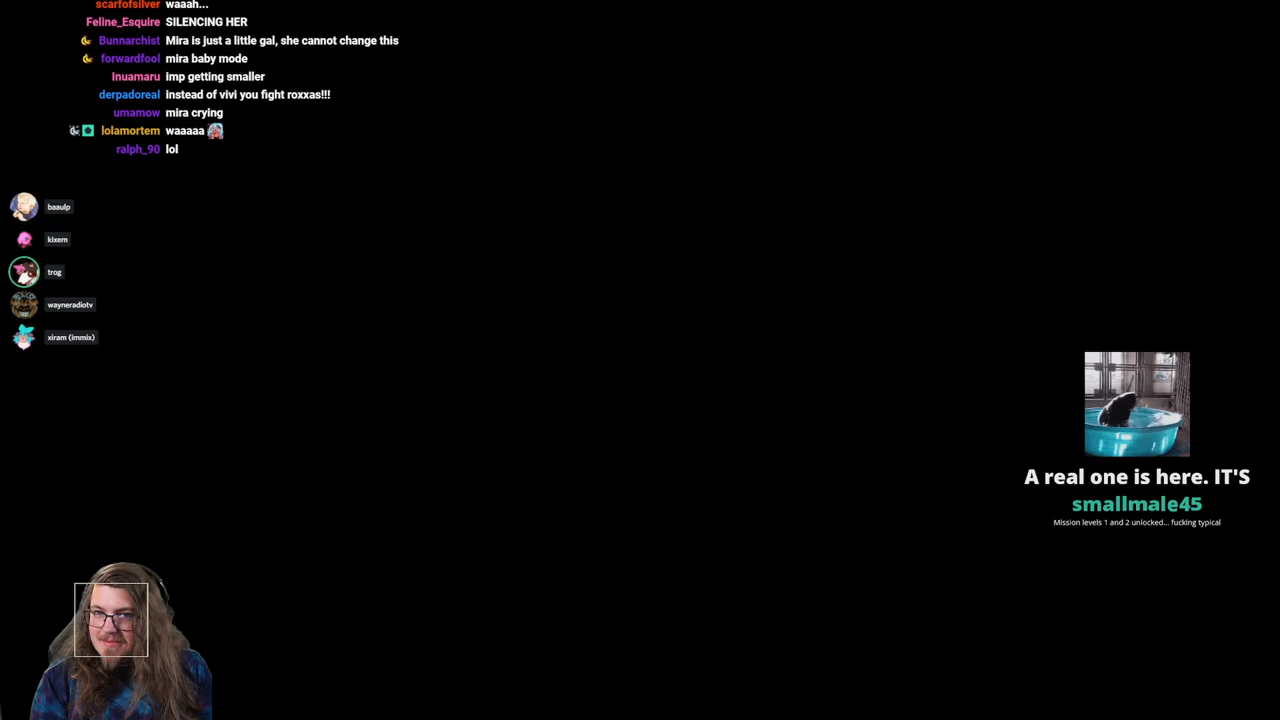 scarfofsilver waaah...
Feline_Esquire SILENCING HER
Bunnarchist Mira is just a little gal, she cannot change this
forwardfool mira baby mode
Inuamaru imp getting smaller
derpadoreal instead of vivi you fight roxxas!!!
umamow mira crying
lolamortem waaaaa
ralph_90 lol
baaulp
kixem
trog
wayneradiotv
xiram (immix)
A real one is here. IT'S
smallmale45
Mission levels 1 and 2 unlocked... fucking typical